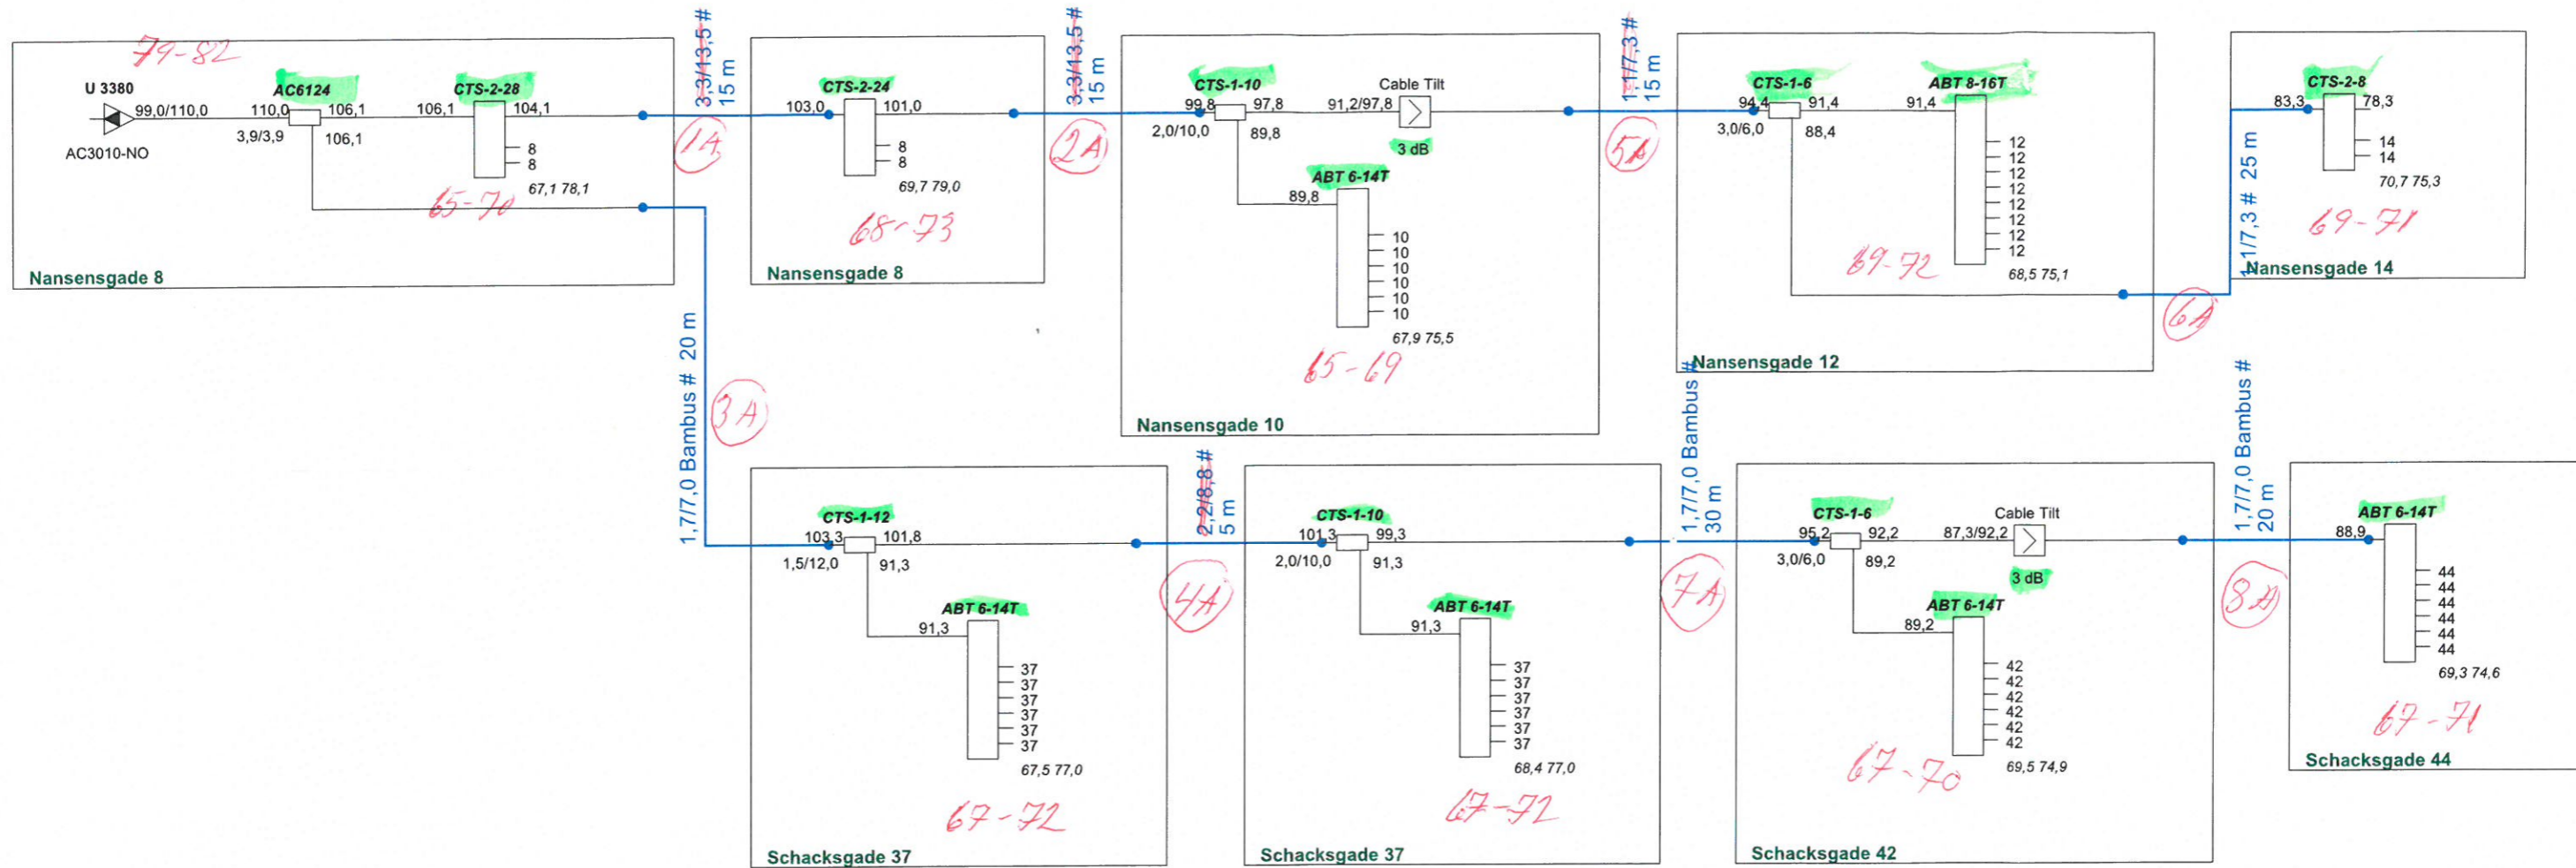 79-82
U 3380
AC3010-NO
99,0/110,0
AC6124
110,0 106,1
3,9/3,9
106,1
CTS-2-28
106,1 104,1
8
8
67,1 78,1
65-70
Nansensgade 8
3,3/13,5 #
15 m
1A
CTS-2-24
103,0 101,0
8
8
69,7 79,0
68-73
Nansensgade 8
3,3/13,5 #
15 m
2A
CTS-1-10
99,8 97,8
2,0/10,0
89,8
91,2/97,8
Cable Tilt
3 dB
ABT 6-14T
89,8
10
10
10
10
10
10
67,9 75,5
65-69
Nansensgade 10
1,1/7,3 #
15 m
5A
CTS-1-6
94,4 91,4
3,0/6,0
88,4
ABT 8-16T
91,4
12
12
12
12
12
12
12
12
68,5 75,1
69-72
Nansensgade 12
6A
1,1/7,3 # 25 m
CTS-2-8
83,3 78,3
14
14
70,7 75,3
69-71
Nansensgade 14
1,7/7,0 Bambus # 20 m
3A
CTS-1-12
103,3 101,8
1,5/12,0
91,3
ABT 6-14T
91,3
37
37
37
37
37
37
67,5 77,0
67-72
Schacksgade 37
2,2/8,8 #
5 m
4A
CTS-1-10
101,3 99,3
2,0/10,0
91,3
ABT 6-14T
91,3
37
37
37
37
37
37
68,4 77,0
67-72
Schacksgade 37
1,7/7,0 Bambus #
30 m
7A
CTS-1-6
95,2 92,2
3,0/6,0
89,2
87,3/92,2
Cable Tilt
3 dB
ABT 6-14T
89,2
42
42
42
42
42
42
69,5 74,9
67-70
Schacksgade 42
1,7/7,0 Bambus #
20 m
8A
ABT 6-14T
88,9
44
44
44
44
44
44
69,3 74,6
67-71
Schacksgade 44